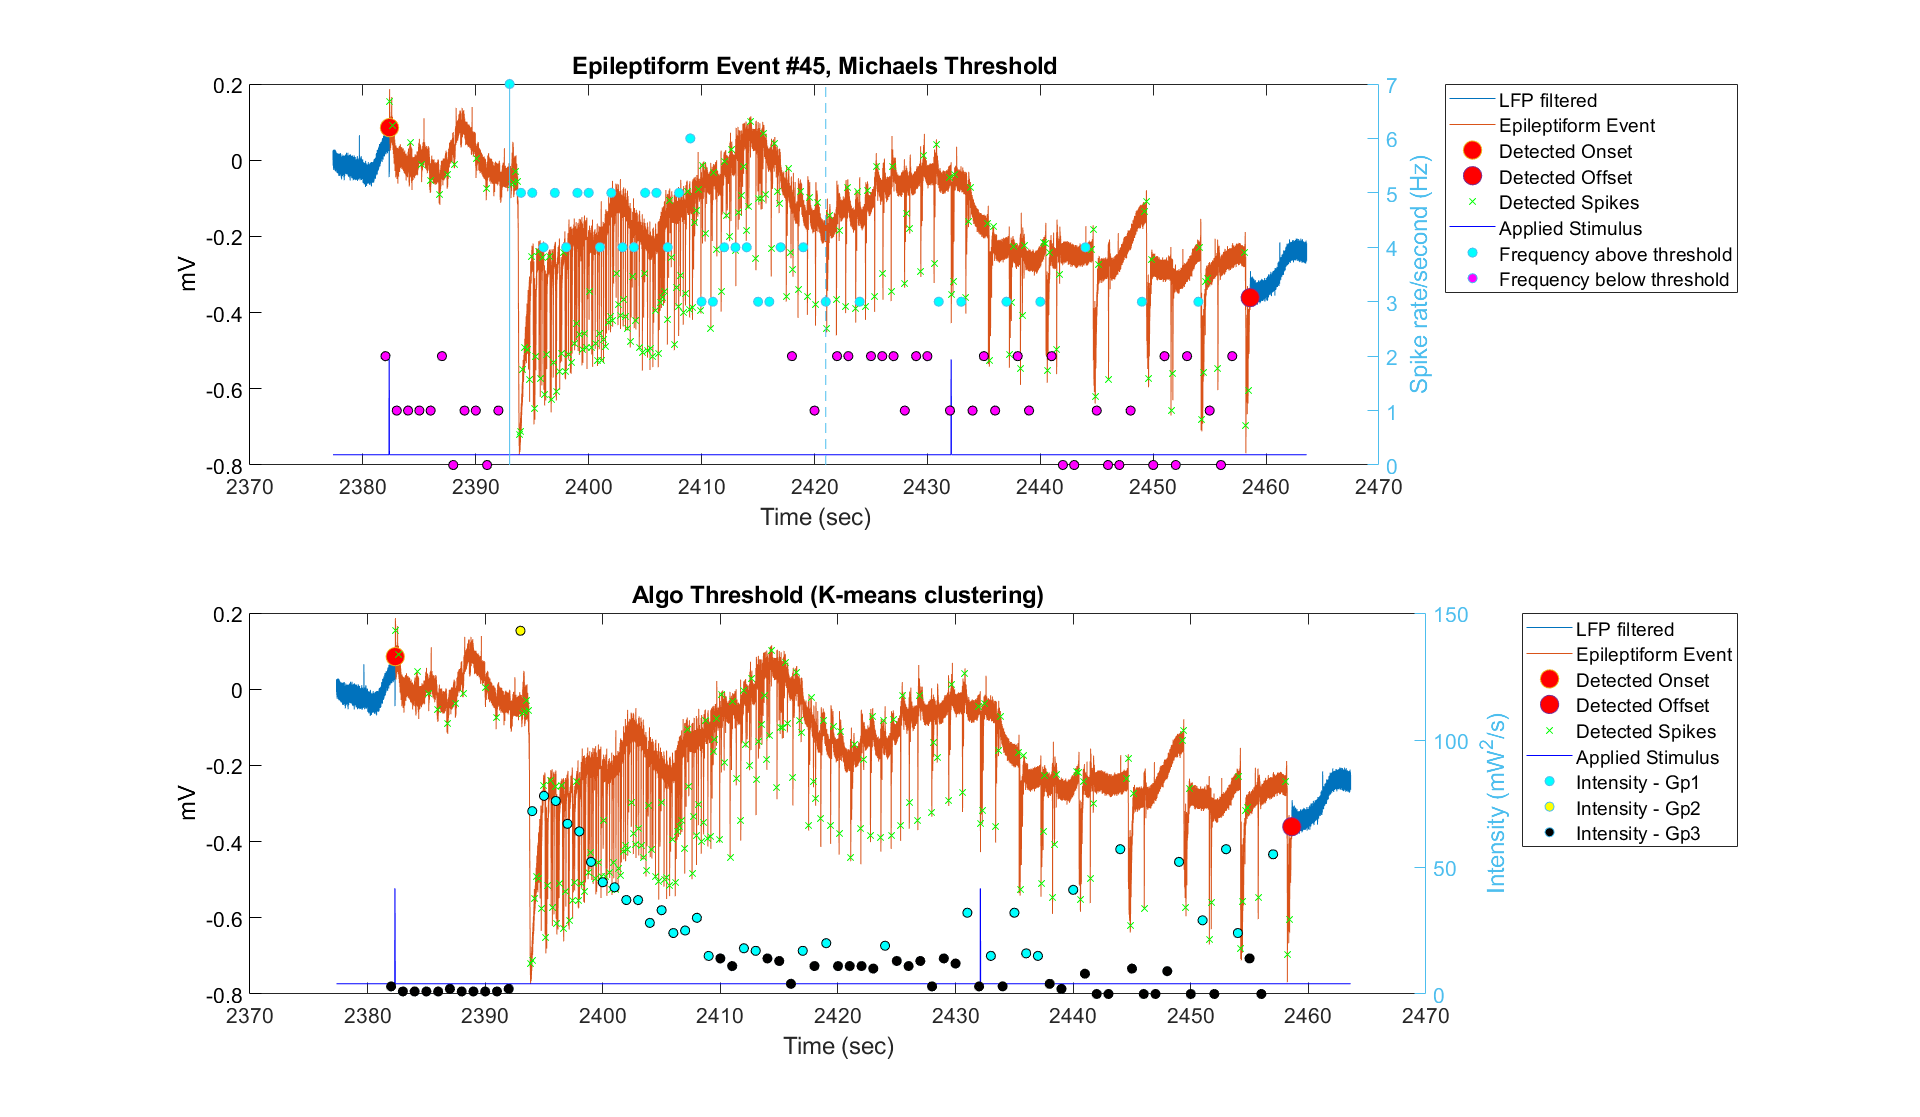 Epileptiform Event #45, Michaels Threshold
0.2
0
-0.2
-0.4
-0.6
-0.8
mV
2370 2380 2390 2400 2410 2420 2430 2440 2450 2460 2470
Time (sec)
7
6
5
4
3
2
1
0
Spike rate/second (Hz)
LFP filtered
Epileptiform Event
Detected Onset
Detected Offset
Detected Spikes
Applied Stimulus
Frequency above threshold
Frequency below threshold
Algo Threshold (K-means clustering)
0.2
0
-0.2
-0.4
-0.6
-0.8
mV
2370 2380 2390 2400 2410 2420 2430 2440 2450 2460 2470
Time (sec)
150
100
50
0
Intensity (mW²/s)
LFP filtered
Epileptiform Event
Detected Onset
Detected Offset
Detected Spikes
Applied Stimulus
Intensity - Gp1
Intensity - Gp2
Intensity - Gp3